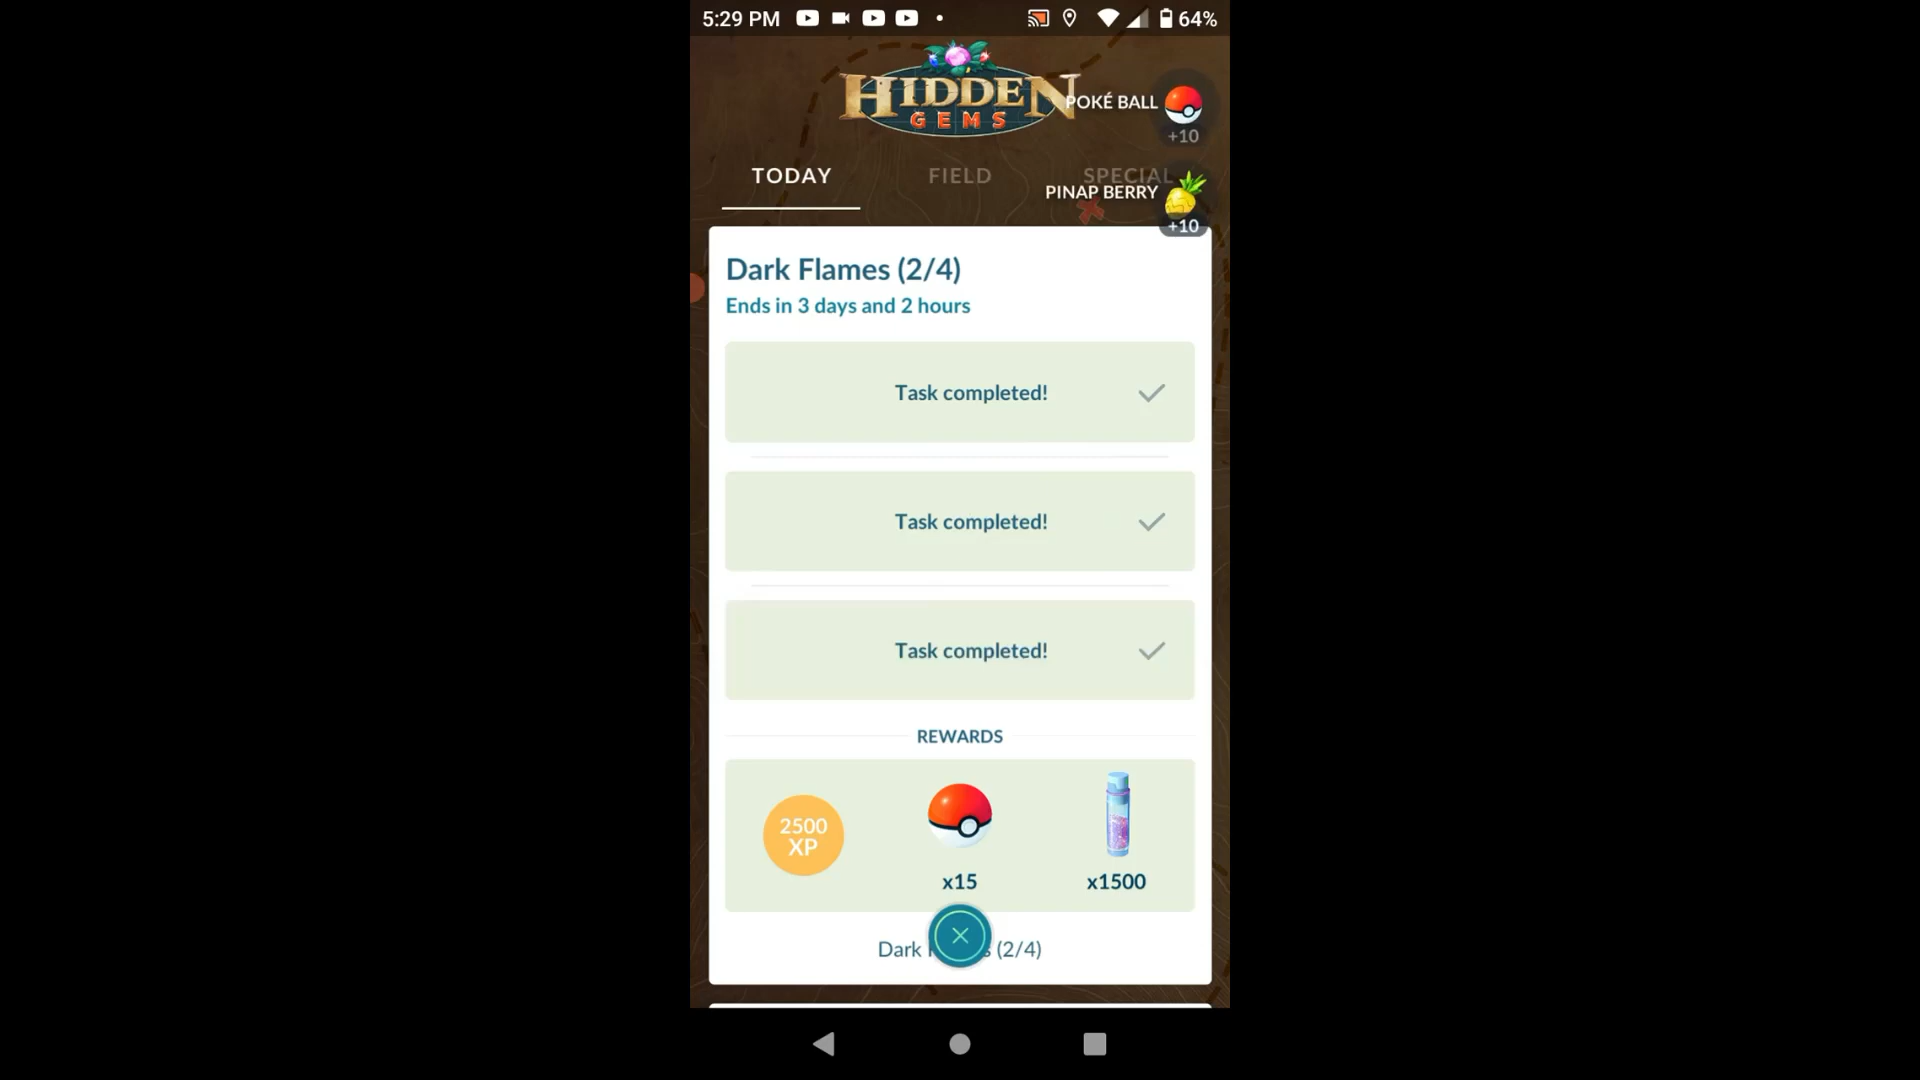 5:29 PM
64%
HIDDEN
GEMS
POKÉ BALL
+10
TODAY
FIELD
SPECIAL
PINAP BERRY
+10
Dark Flames (2/4)
Ends in 3 days and 2 hours
Task completed!
Task completed!
Task completed!
REWARDS
2500
XP
x15
x1500
Dark (2/4)